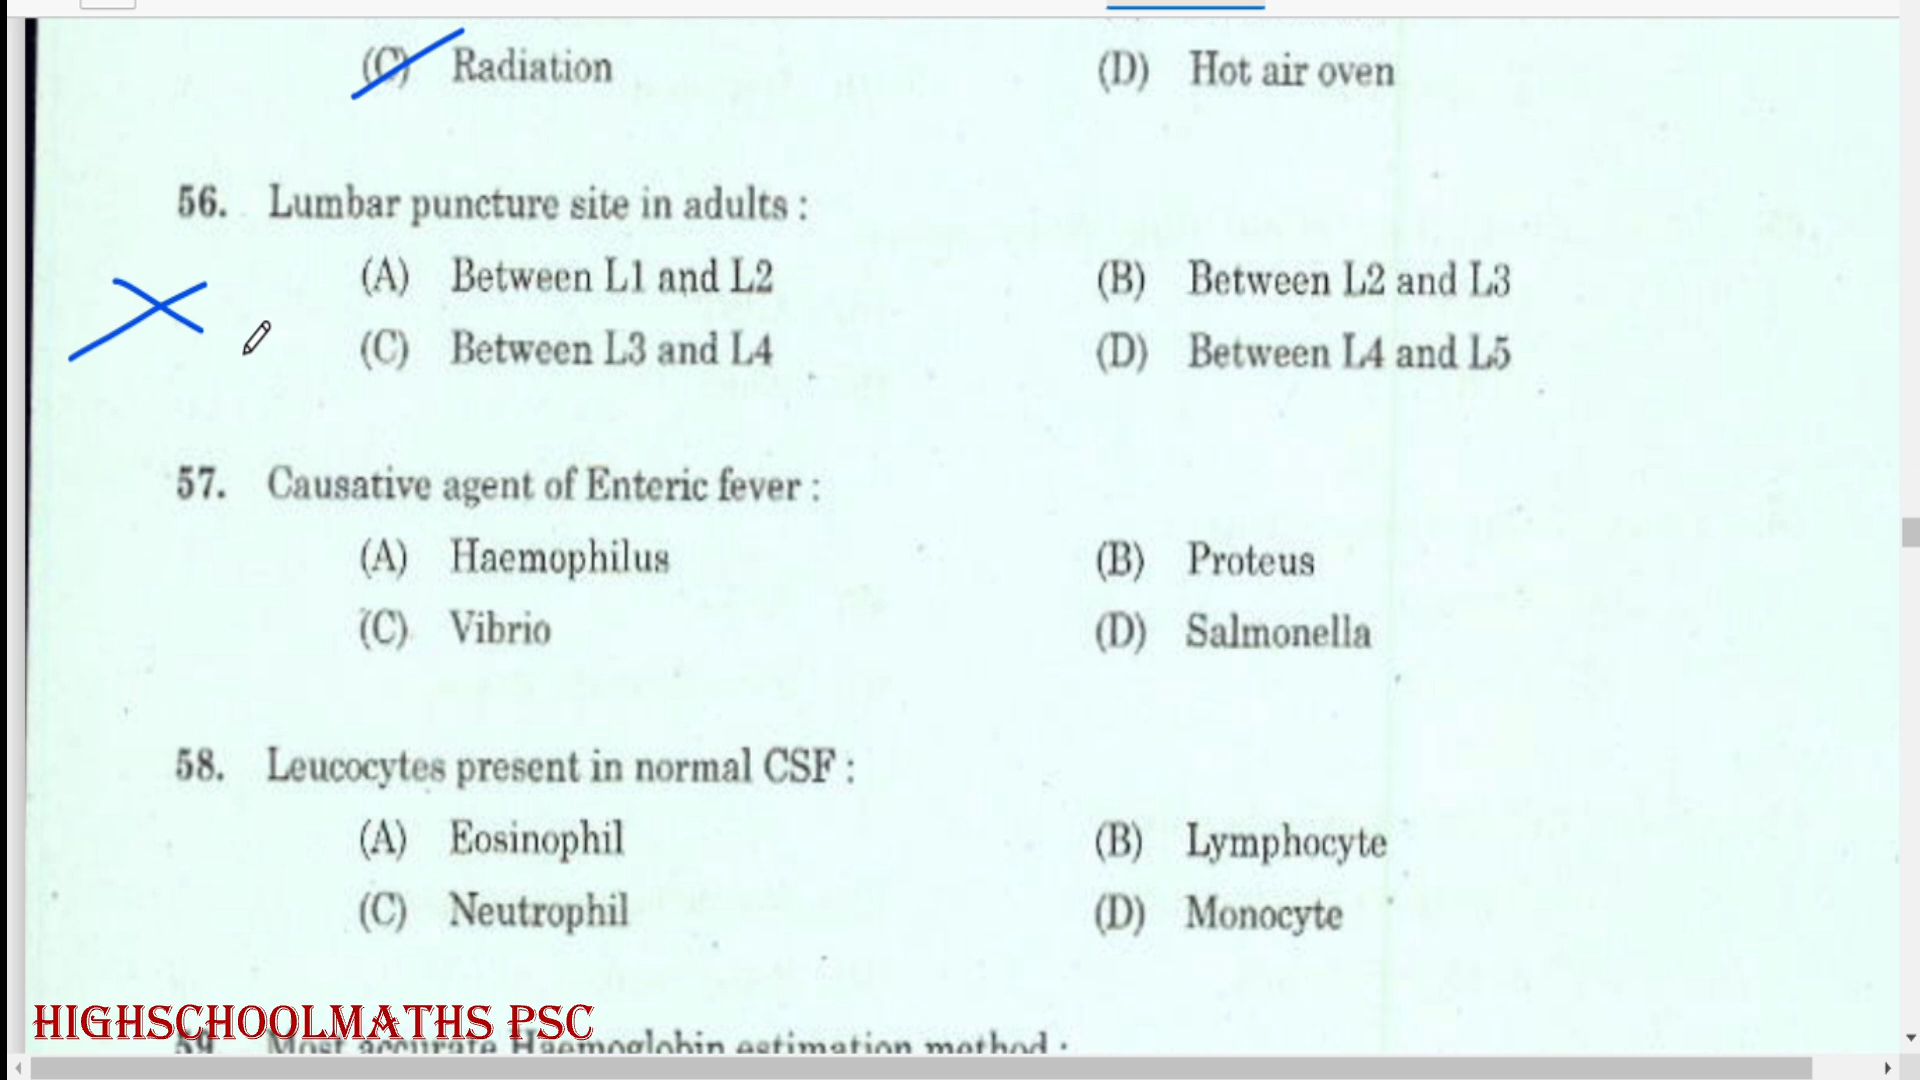 (C) Radiation (D) Hot air oven
56. Lumbar puncture site in adults :
(A) Between L1 and L2 (B) Between L2 and L3
(C) Between L3 and L4 (D) Between L4 and L5
57. Causative agent of Enteric fever :
(A) Haemophilus (B) Proteus
(C) Vibrio (D) Salmonella
58. Leucocytes present in normal CSF :
(A) Eosinophil (B) Lymphocyte
(C) Neutrophil (D) Monocyte
HIGHSCHOOLMATHS PSC
59. Most accurate Haemoglobin estimation method :